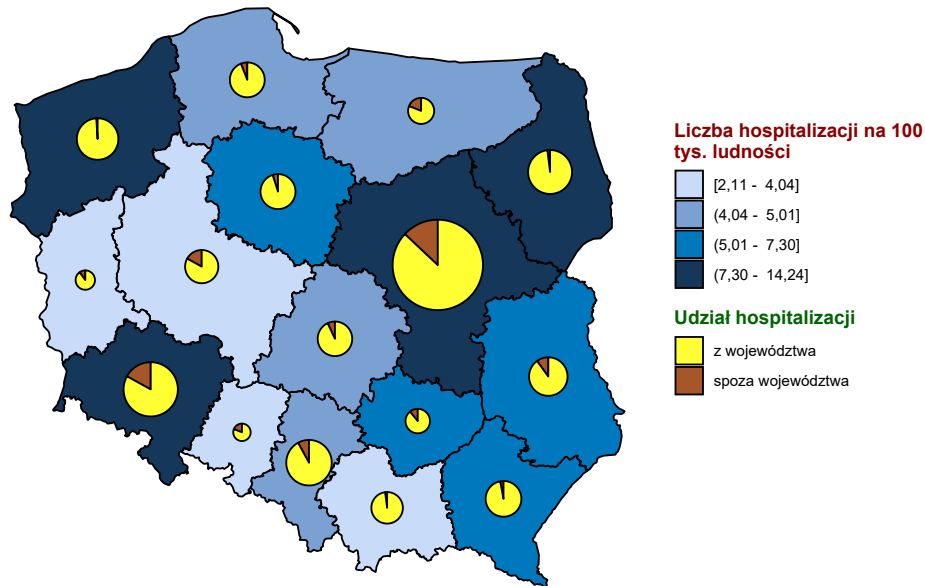 Liczba hospitalizacji na 100
tys. ludności
[2,11 - 4,04]
(4,04 - 5,01]
(5,01 - 7,30]
(7,30 - 14,24]
Udział hospitalizacji
z województwa
spoza województwa